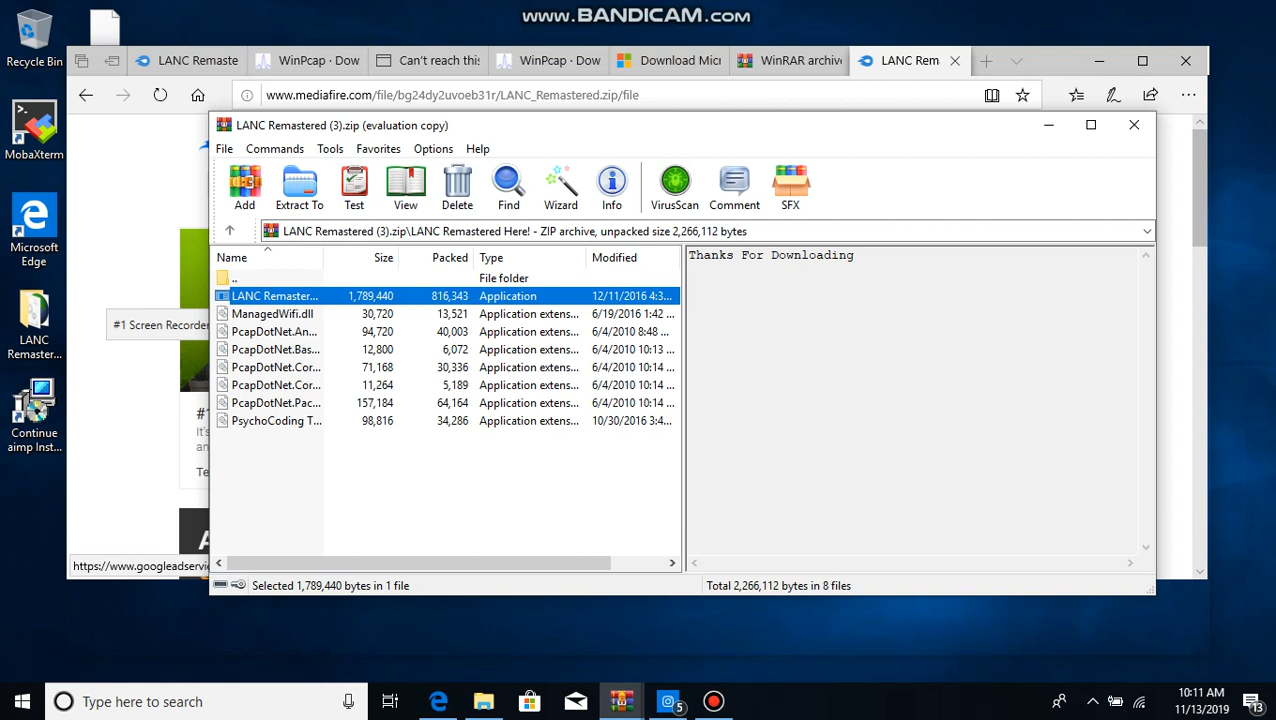 www.BANDICAM.com
Recycle Bin
LANC Remaste
WinPcap · Dow
Can't reach this
WinPcap · Dow
Download Micr
WinRAR archive
LANC Rem
www.mediafire.com/file/bg24dy2uvoeb31r/LANC_Remastered.zip/file
LANC Remastered (3).zip (evaluation copy)
File Commands Tools Favorites Options Help
Add
Extract To
Test
View
Delete
Find
Wizard
Info
VirusScan
Comment
SFX
LANC Remastered (3).zip\LANC Remastered Here! - ZIP archive, unpacked size 2,266,112 bytes
Name Size Packed Type Modified
.. File folder
LANC Remaster... 1,789,440 816,343 Application 12/11/2016 4:3...
ManagedWifi.dll 30,720 13,521 Application extens... 6/19/2016 1:42 ...
PcapDotNet.An... 94,720 40,003 Application extens... 6/4/2010 8:48 ...
PcapDotNet.Bas... 12,800 6,072 Application extens... 6/4/2010 10:13 ...
PcapDotNet.Cor... 71,168 30,336 Application extens... 6/4/2010 10:14 ...
PcapDotNet.Cor... 11,264 5,189 Application extens... 6/4/2010 10:14 ...
PcapDotNet.Pac... 157,184 64,164 Application extens... 6/4/2010 10:14 ...
PsychoCoding T... 98,816 34,286 Application extens... 10/30/2016 3:4...
Thanks For Downloading
Selected 1,789,440 bytes in 1 file
Total 2,266,112 bytes in 8 files
MobaXterm
Microsoft
Edge
LANC
Remaster...
Continue
aimp Inst...
#1 Screen Recorde
#1
It's
an
Te
A
https://www.googleadservic
Type here to search
5
10:11 AM
11/13/2019
13